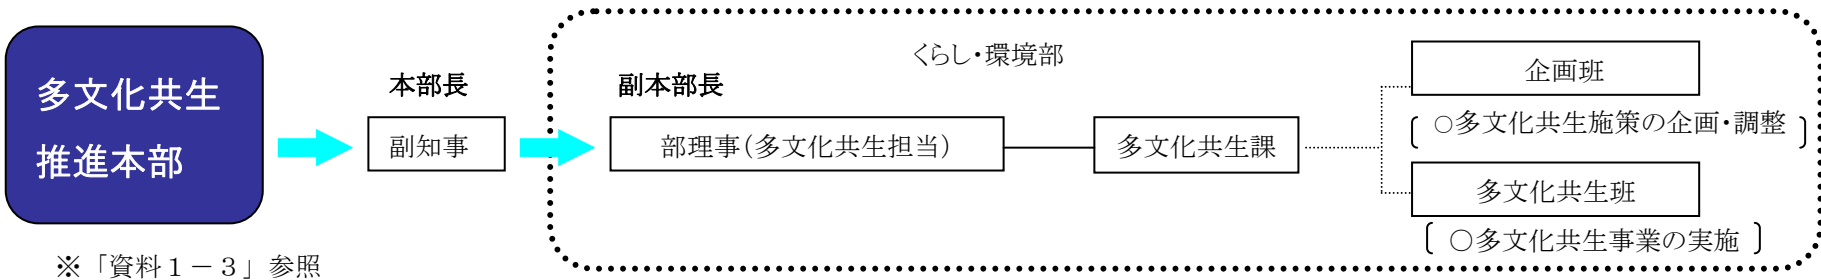 多文化共生
推進本部
※「資料１－３」参照
本部長
副知事
くらし・環境部
副本部長
部理事(多文化共生担当)
多文化共生課
企画班
○多文化共生施策の企画・調整
多文化共生班
○多文化共生事業の実施